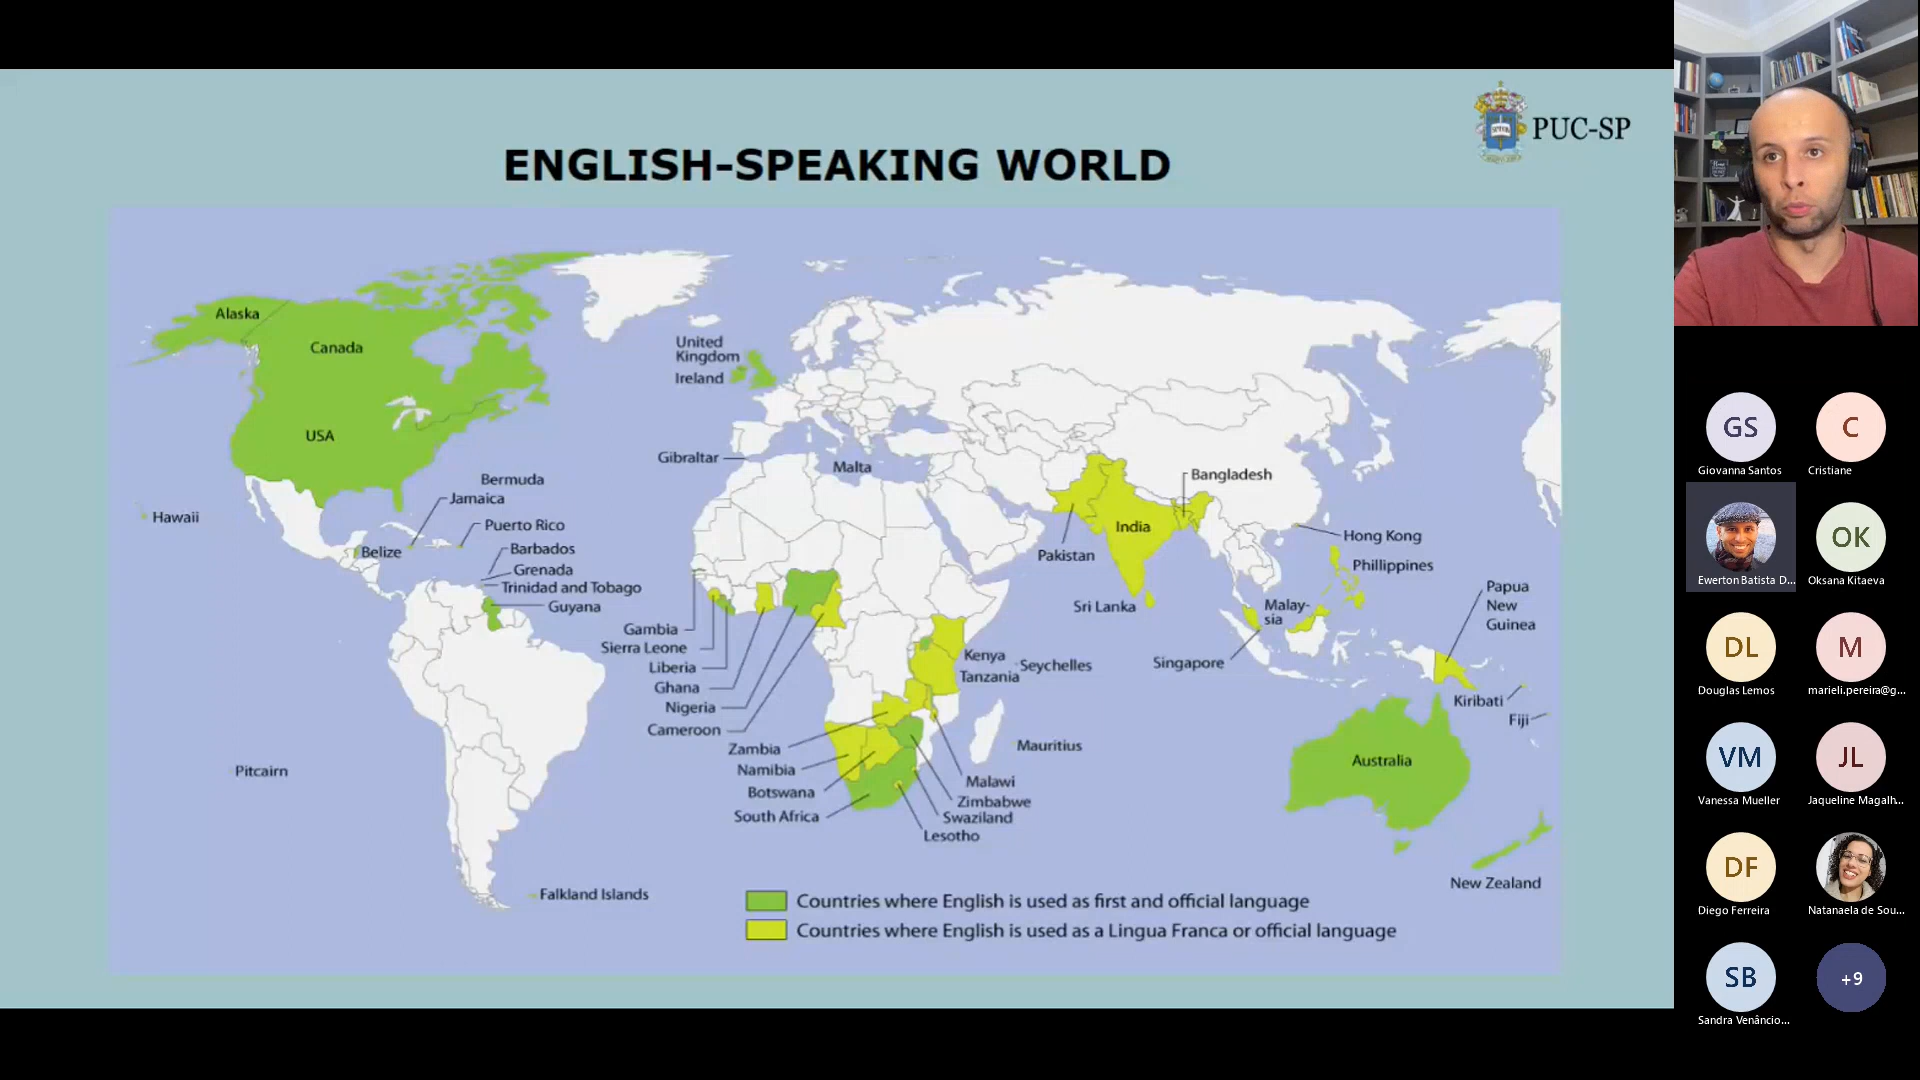 PUC-SP
ENGLISH-SPEAKING WORLD
Alaska
Canada
USA
Hawaii
Bermuda
Jamaica
Puerto Rico
Belize
Barbados
Grenada
Trinidad and Tobago
Guyana
Pitcairn
Falkland Islands
United
Kingdom
Ireland
Gibraltar
Malta
Gambia
Sierra Leone
Liberia
Ghana
Nigeria
Cameroon
Zambia
Namibia
Botswana
South Africa
Kenya
Seychelles
Tanzania
Mauritius
Malawi
Zimbabwe
Swaziland
Lesotho
Bangladesh
India
Pakistan
Sri Lanka
Hong Kong
Phillippines
Malay-
sia
Singapore
Papua
New
Guinea
Kiribati
Fiji
Australia
New Zealand
Countries where English is used as first and official language
Countries where English is used as a Lingua Franca or official language
GS
Giovanna Santos
C
Cristiane
Ewerton Batista D...
OK
Oksana Kitaeva
DL
Douglas Lemos
M
marieli.pereira@g...
VM
Vanessa Mueller
JL
Jaqueline Magalh...
DF
Diego Ferreira
Natanaela de Sou...
SB
Sandra Venâncio...
+9